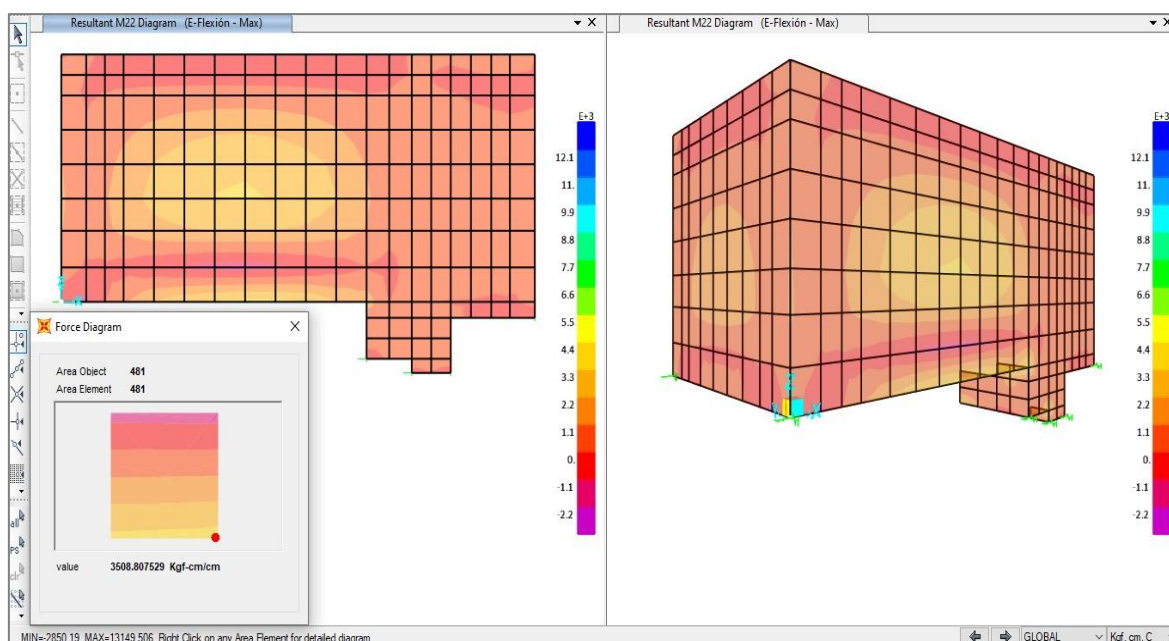 Resultant M22 Diagram (E-Flexión - Max)
Resultant M22 Diagram (E-Flexión - Max)
E+3
12.1
11.
9.9
8.8
7.7
6.6
5.5
4.4
3.3
2.2
1.1
0.
-1.1
-2.2
E+3
12.1
11.
9.9
8.8
7.7
6.6
5.5
4.4
3.3
2.2
1.1
0.
-1.1
-2.2
Force Diagram
Area Object 481
Area Element 481
value 3508.807529 Kgf-cm/cm
all
PS
clr
MIN=-2850.19, MAX=13149.506, Right Click on any Area Element for detailed diagram
GLOBAL
Kgf, cm, C